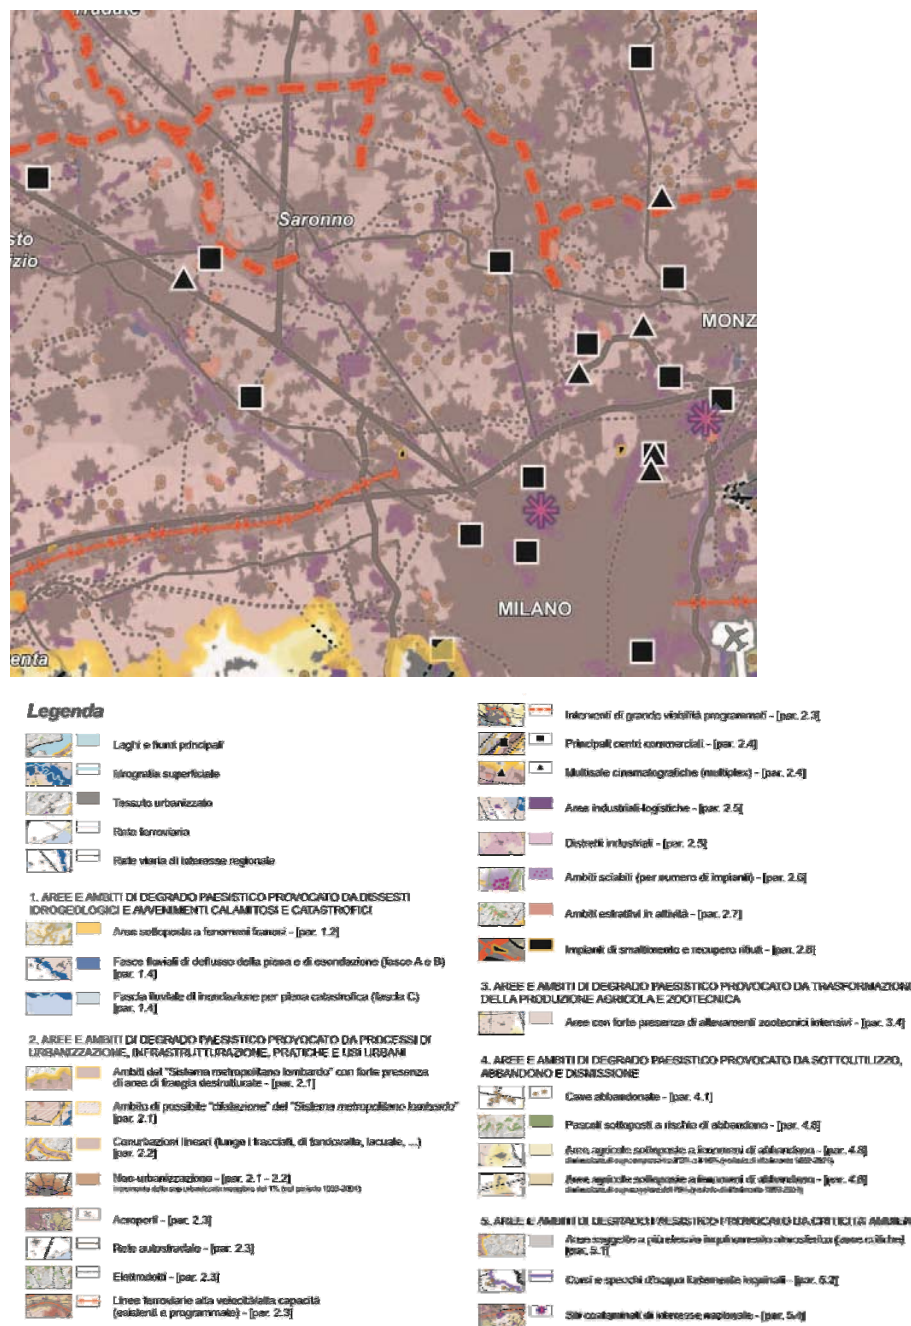 Tradate
Saronno
sto
izio
MONZ
MILANO
enta
Legenda
Laghi e fiumi principali
Idrografia superficiale
Tessuto urbanizzato
Rete ferroviaria
Rete viaria di interesse regionale
1. AREE E AMBITI DI DEGRADO PAESISTICO PROVOCATO DA DISSESTI
IDROGEOLOGICI E AVVENIMENTI CALAMITOSI E CATASTROFICI
Aree sottoposte a fenomeni franosi - [par. 1.2]
Fasce fluviali di deflusso della piena e di esondazione (fasce A e B)
[par. 1.4]
Fascia fluviale di inondazione per piena catastrofica (fascia C)
[par. 1.4]
2. AREE E AMBITI DI DEGRADO PAESISTICO PROVOCATO DA PROCESSI DI
URBANIZZAZIONE, INFRASTRUTTURAZIONE, PRATICHE E USI URBANI
Ambiti del "Sistema metropolitano lombardo" con forte presenza
di aree di frangia destrutturate - [par. 2.1]
Ambito di possibile "dilatazione" del "Sistema metropolitano lombardo"
[par. 2.1]
Conurbazioni lineari (lungo i tracciati, di fondovalle, lacuale, ...)
[par. 2.2]
Neo-urbanizzazione - [par. 2.1 - 2.2]
Aeroporti - [par. 2.3]
Rete autostradale - [par. 2.3]
Elettrodotti - [par. 2.3]
Linee ferroviarie alta velocità/alta capacità
(esistenti e programmate) - [par. 2.3]
Interventi di grande viabilità programmati - [par. 2.3]
Principali centri commerciali - [par. 2.4]
Multisale cinematografiche (multiplex) - [par. 2.4]
Aree industriali-logistiche - [par. 2.5]
Distretti industriali - [par. 2.5]
Ambiti sciabili (per numero di impianti) - [par. 2.6]
Ambiti estrattivi in attività - [par. 2.7]
Impianti di smaltimento e recupero rifiuti - [par. 2.8]
3. AREE E AMBITI DI DEGRADO PAESISTICO PROVOCATO DA TRASFORMAZIONI
DELLA PRODUZIONE AGRICOLA E ZOOTECNICA
Aree con forte presenza di allevamenti zootecnici intensivi - [par. 3.4]
4. AREE E AMBITI DI DEGRADO PAESISTICO PROVOCATO DA SOTTOUTILIZZO,
ABBANDONO E DISMISSIONE
Cave abbandonate - [par. 4.1]
Pascoli sottoposti a rischio di abbandono - [par. 4.8]
Aree agricole sottoposte a fenomeni di abbandono - [par. 4.8]
Aree agricole sottoposte a fenomeni di abbandono - [par. 4.8]
5. AREE E AMBITI DI DEGRADO PAESISTICO PROVOCATO DA CRITICITÀ AMBIEN
Aree soggette a più elevato inquinamento atmosferico (zone critiche)
[par. 5.1]
Corsi e specchi d'acqua fortemente inquinati - [par. 5.2]
Siti contaminati di interesse nazionale - [par. 5.4]